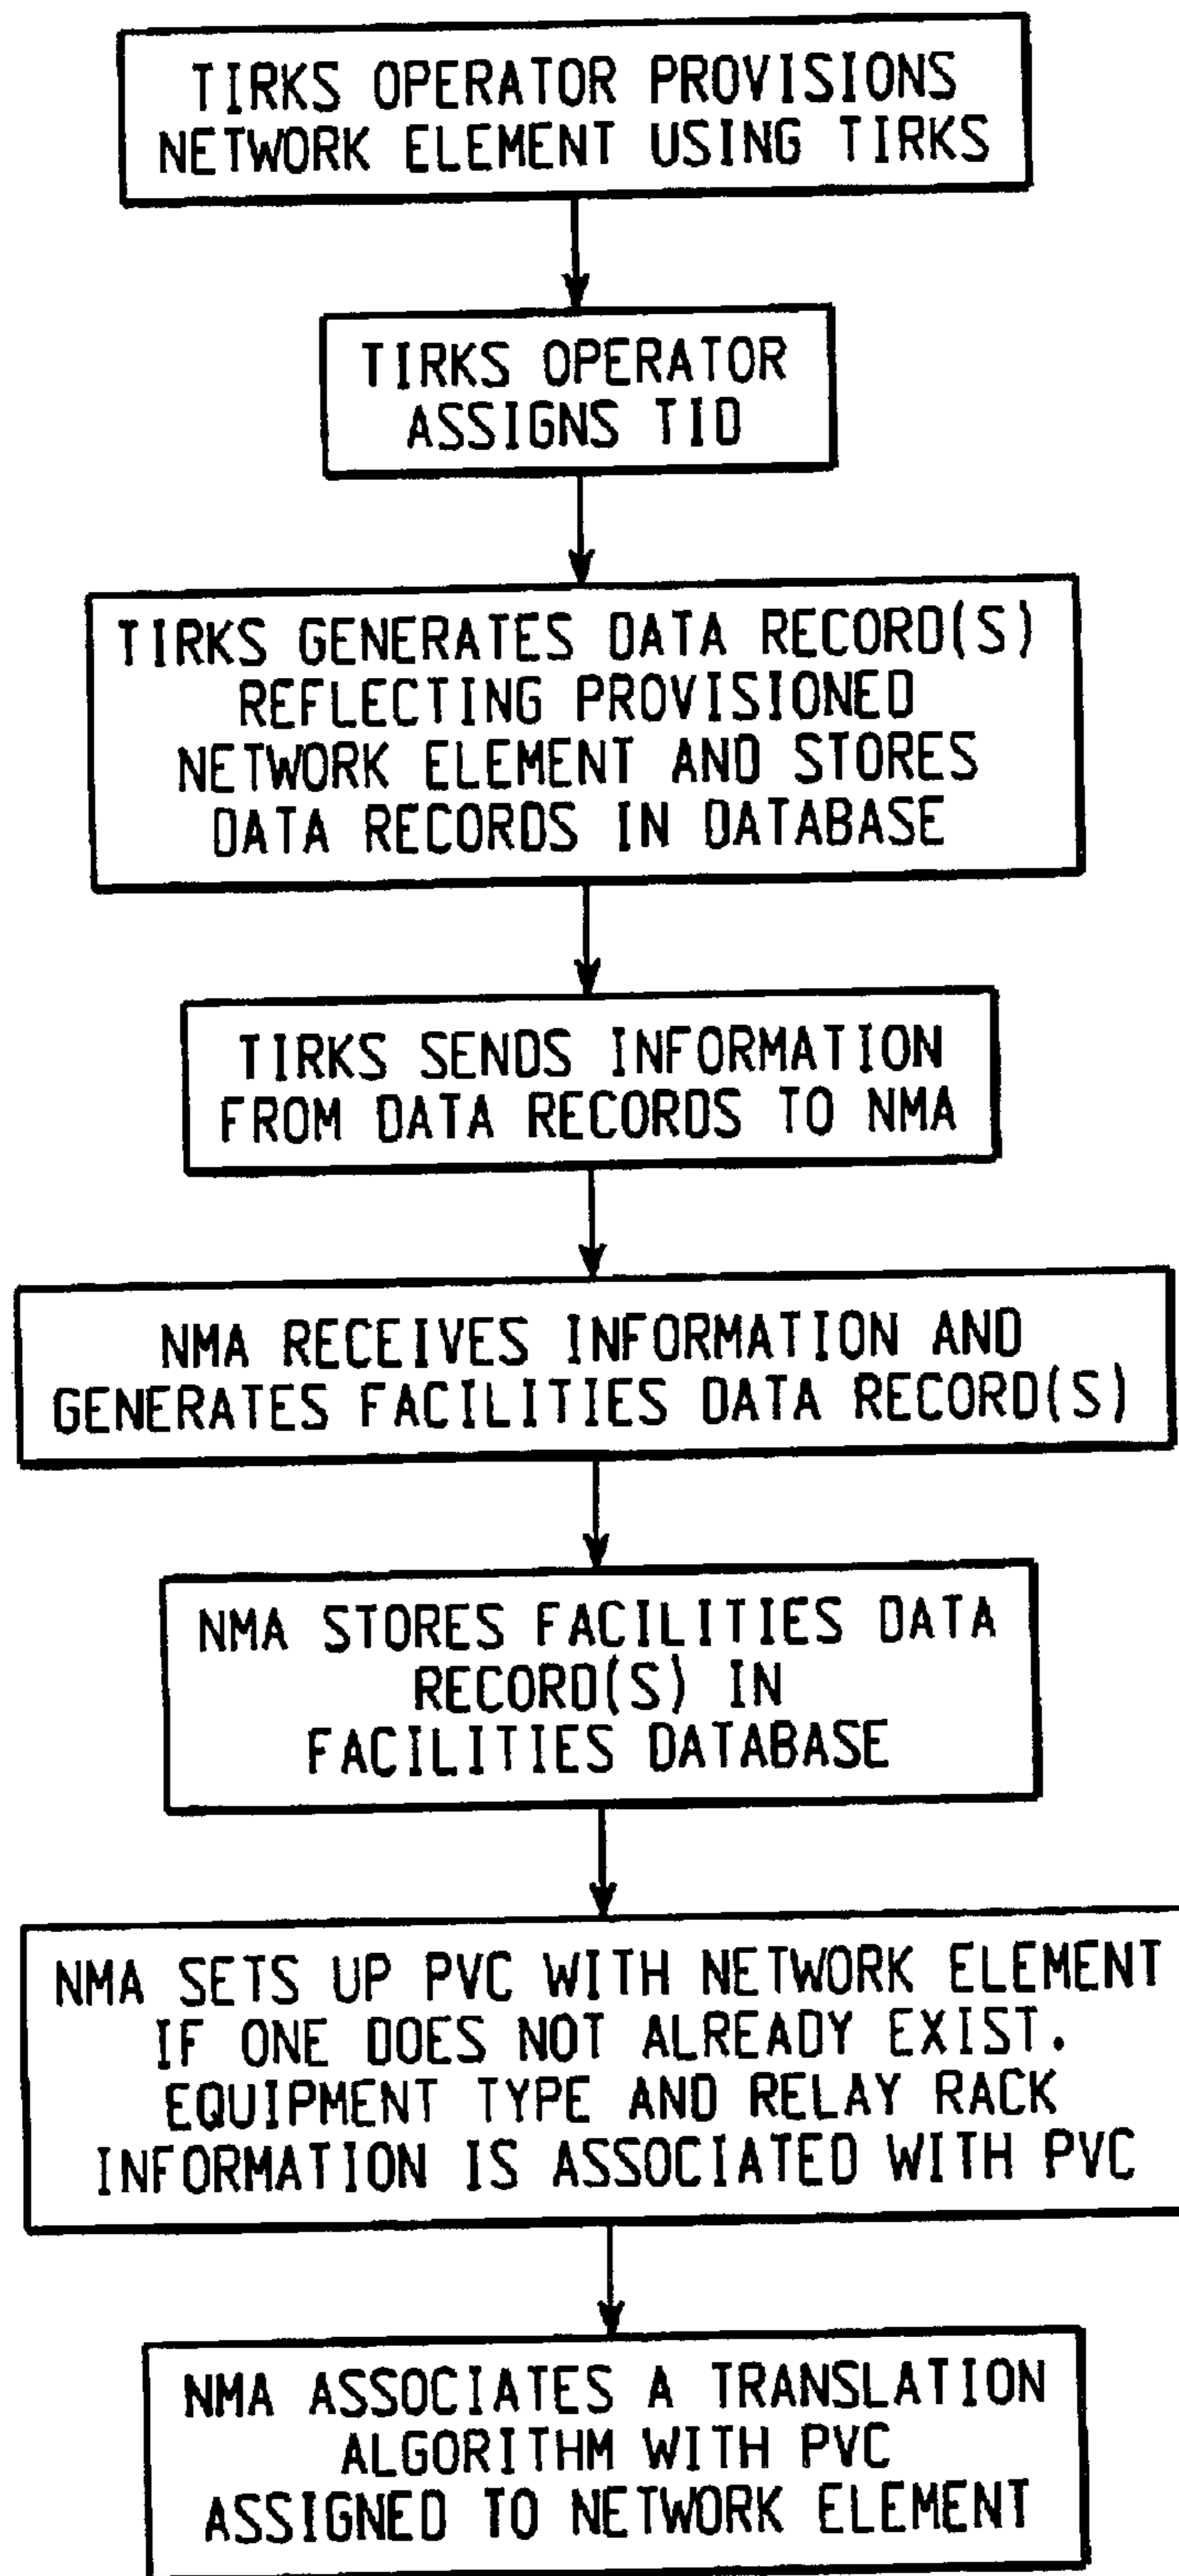 TIRKS OPERATOR PROVISIONS
NETWORK ELEMENT USING TIRKS
TIRKS OPERATOR
ASSIGNS TID
TIRKS GENERATES DATA RECORD(S)
REFLECTING PROVISIONED
NETWORK ELEMENT AND STORES
DATA RECORDS IN DATABASE
TIRKS SENDS INFORMATION
FROM DATA RECORDS TO NMA
NMA RECEIVES INFORMATION AND
GENERATES FACILITIES DATA RECORD(S)
NMA STORES FACILITIES DATA
RECORD(S) IN
FACILITIES DATABASE
NMA SETS UP PVC WITH NETWORK ELEMENT
IF ONE DOES NOT ALREADY EXIST.
EQUIPMENT TYPE AND RELAY RACK
INFORMATION IS ASSOCIATED WITH PVC
NMA ASSOCIATES A TRANSLATION
ALGORITHM WITH PVC
ASSIGNED TO NETWORK ELEMENT